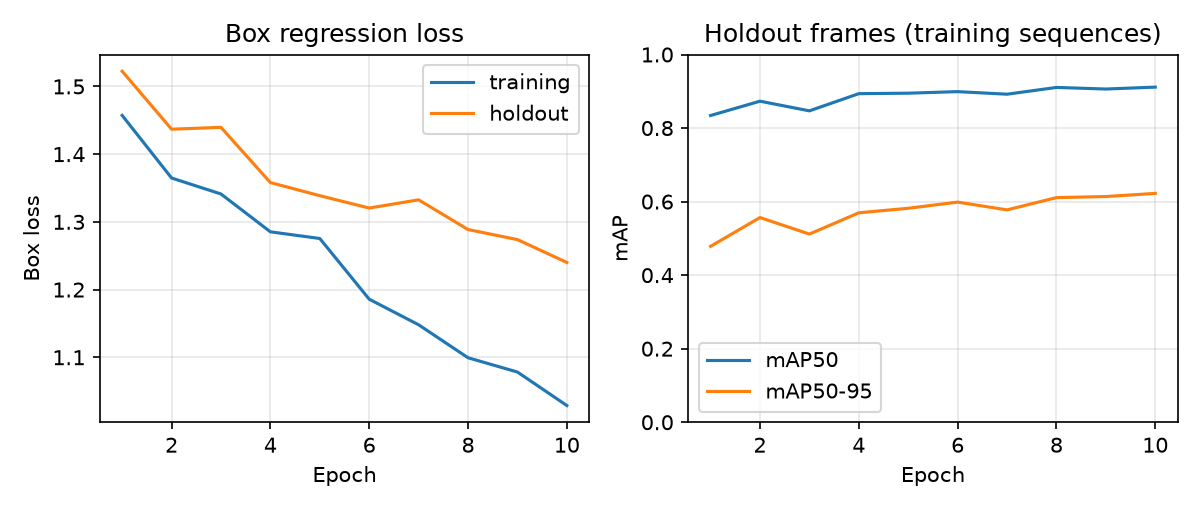 Box regression loss
Box loss
1.5
1.4
1.3
1.2
1.1
training
holdout
2
4
6
8
10
Epoch
Holdout frames (training sequences)
mAP
1.0
0.8
0.6
0.4
0.2
0.0
mAP50
mAP50-95
2
4
6
8
10
Epoch